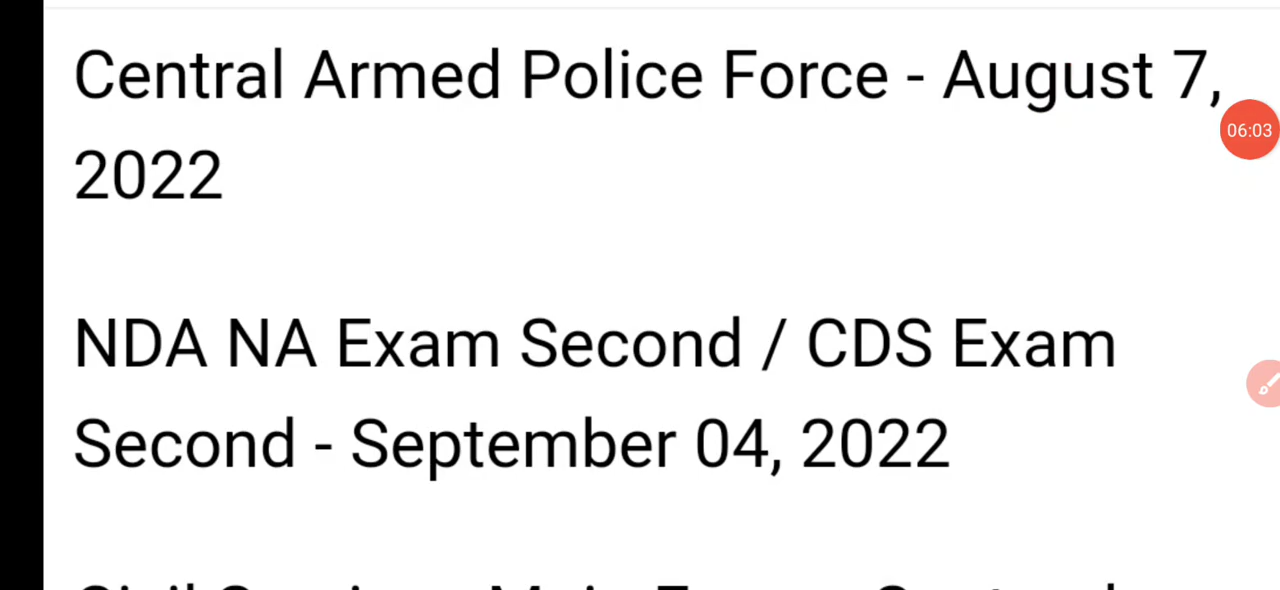 Central Armed Police Force - August 7,
06:03
2022
NDA NA Exam Second / CDS Exam
Second - September 04, 2022